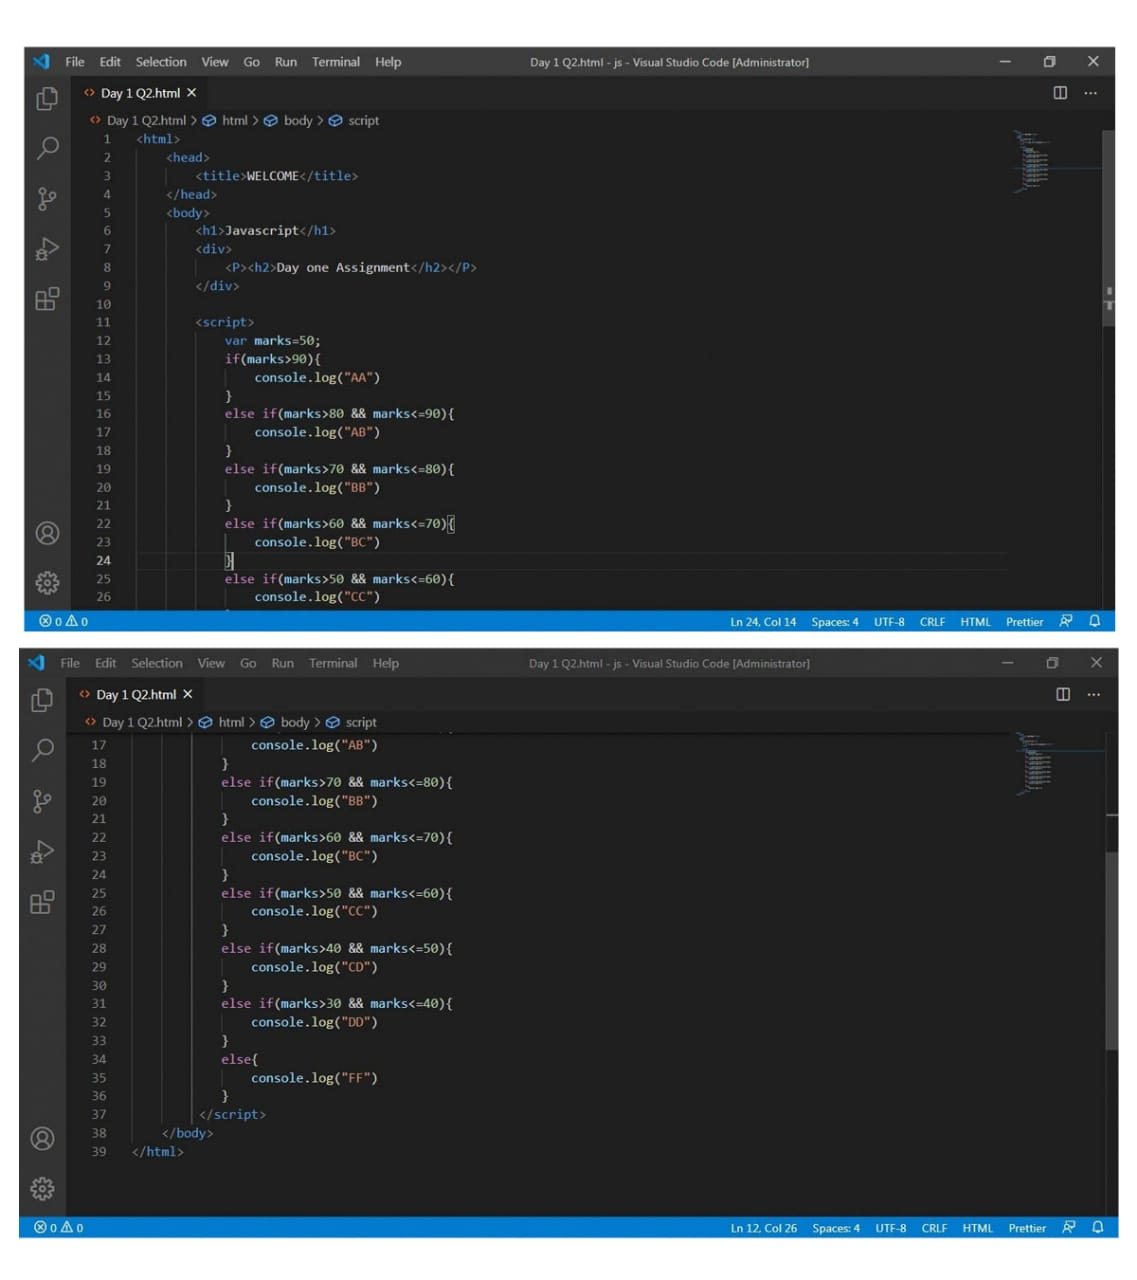 File Edit Selection View Go Run Terminal Help Day 1 Q2.html - js - Visual Studio Code [Administrator]
Day 1 Q2.html
Day 1 Q2.html > html > body > script
1 <html>
2 <head>
3 <title>WELCOME</title>
4 </head>
5 <body>
6 <h1>Javascript</h1>
7 <div>
8 <P><h2>Day one Assignment</h2></P>
9 </div>
10
11 <script>
12 var marks=50;
13 if(marks>90){
14 console.log("AA")
15 }
16 else if(marks>80 && marks<=90){
17 console.log("AB")
18 }
19 else if(marks>70 && marks<=80){
20 console.log("BB")
21 }
22 else if(marks>60 && marks<=70){
23 console.log("BC")
24 }
25 else if(marks>50 && marks<=60){
26 console.log("CC")
0 0 Ln 24, Col 14 Spaces: 4 UTF-8 CRLF HTML Prettier
File Edit Selection View Go Run Terminal Help Day 1 Q2.html - js - Visual Studio Code [Administrator]
Day 1 Q2.html
Day 1 Q2.html > html > body > script
17 console.log("AB")
18 }
19 else if(marks>70 && marks<=80){
20 console.log("BB")
21 }
22 else if(marks>60 && marks<=70){
23 console.log("BC")
24 }
25 else if(marks>50 && marks<=60){
26 console.log("CC")
27 }
28 else if(marks>40 && marks<=50){
29 console.log("CD")
30 }
31 else if(marks>30 && marks<=40){
32 console.log("DD")
33 }
34 else{
35 console.log("FF")
36 }
37 </script>
38 </body>
39 </html>
0 0 Ln 12, Col 26 Spaces: 4 UTF-8 CRLF HTML Prettier